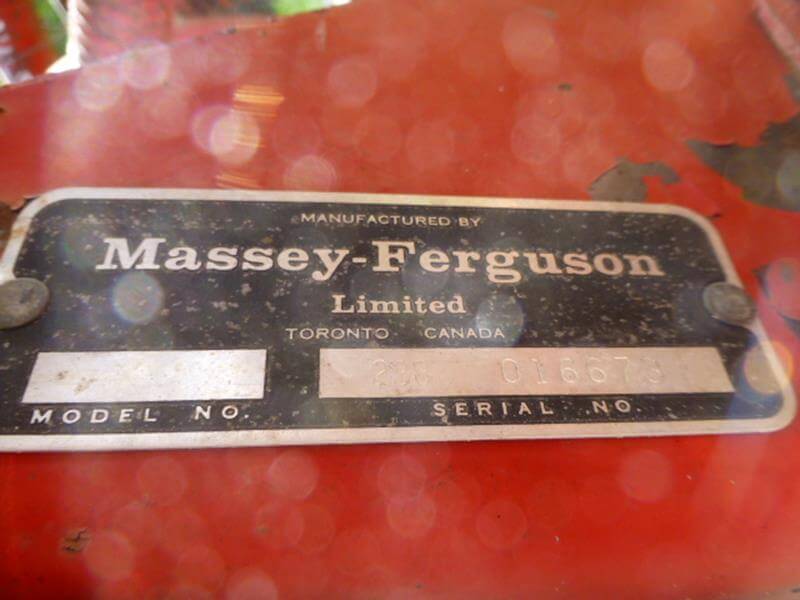 MANUFACTURED BY
Massey-Ferguson
Limited
TORONTO CANADA
MODEL NO.
SERIAL NO.